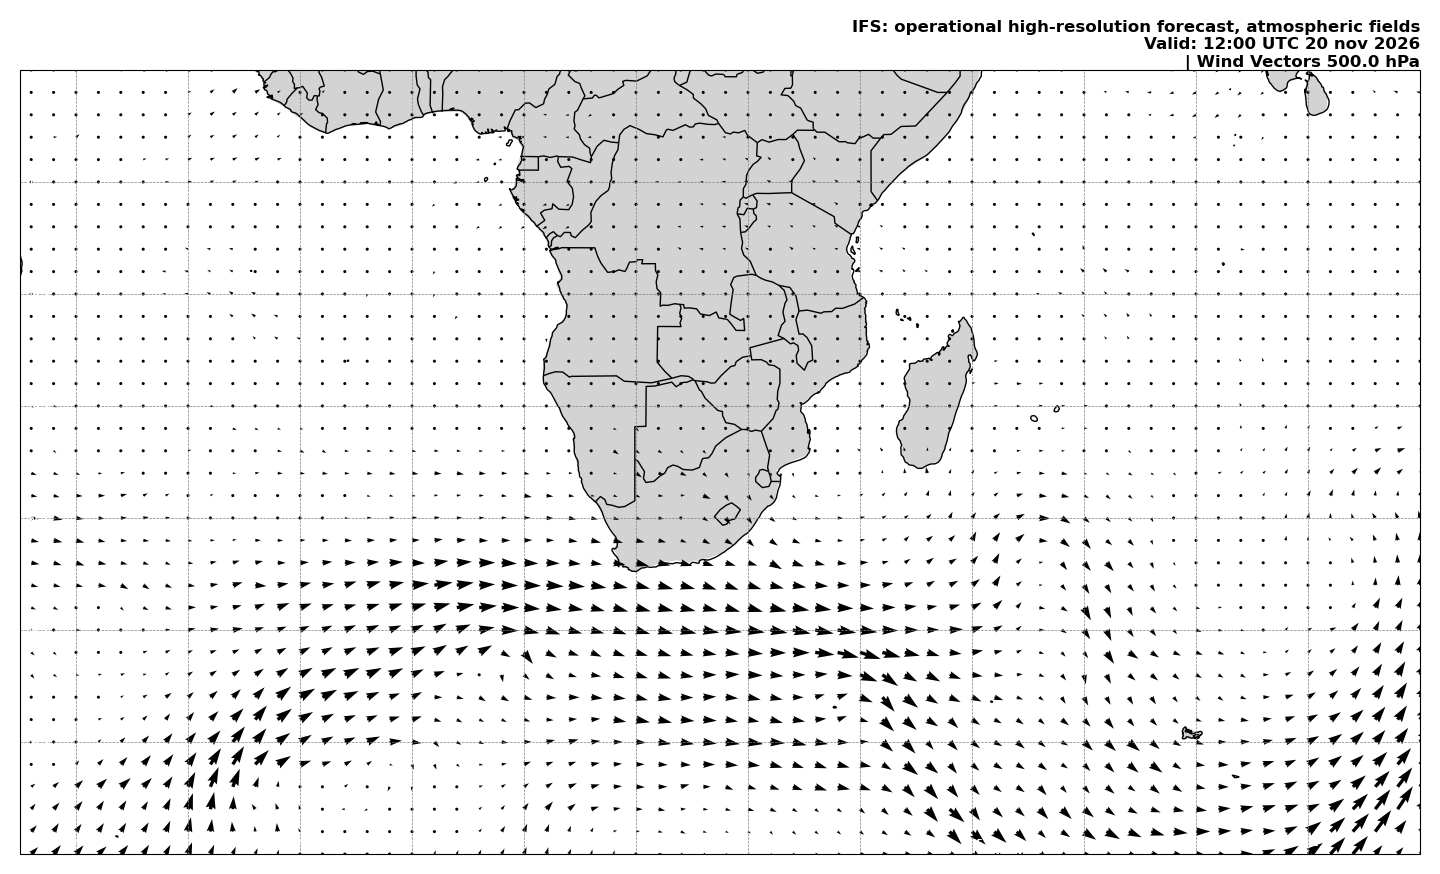 IFS: operational high-resolution forecast, atmospheric fields
Valid: 12:00 UTC 20 nov 2026
| Wind Vectors 500.0 hPa